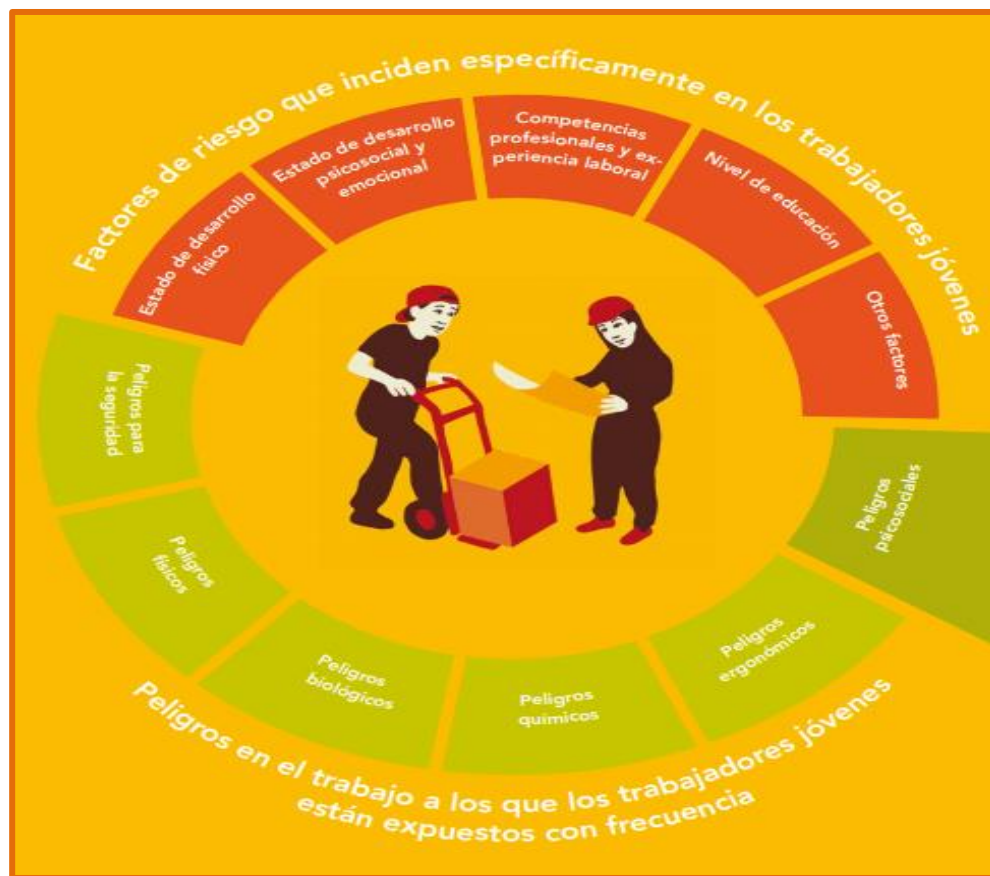 Factores de riesgo que inciden específicamente en los trabajadores jóvenes
Estado de desarrollo
físico
Estado de desarrollo
psicosocial y
emocional
Competencias
profesionales y ex-
periencia laboral
Nivel de educación
Otros factores
Peligros para
la seguridad
Peligros
físicos
Peligros
biológicos
Peligros
químicos
Peligros
ergonómicos
Peligros
psicosociales
Peligros en el trabajo a los que los trabajadores jóvenes
están expuestos con frecuencia